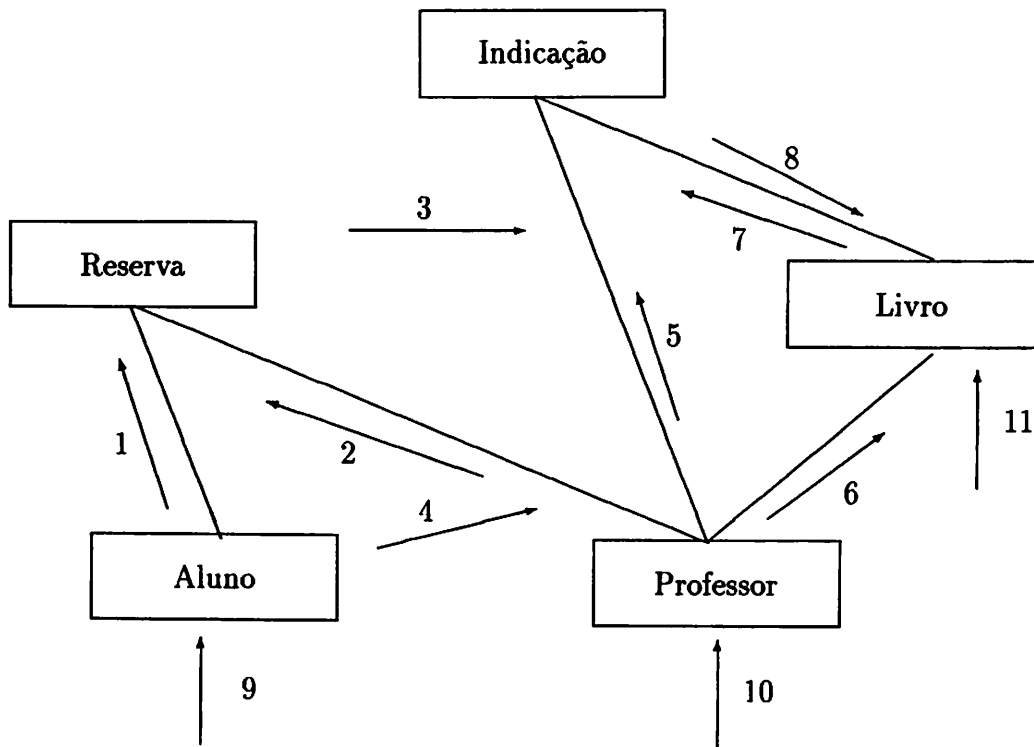 Indicação
8
3
7
Reserva
Livro
5
1
2
11
4
6
Aluno
Professor
9
10